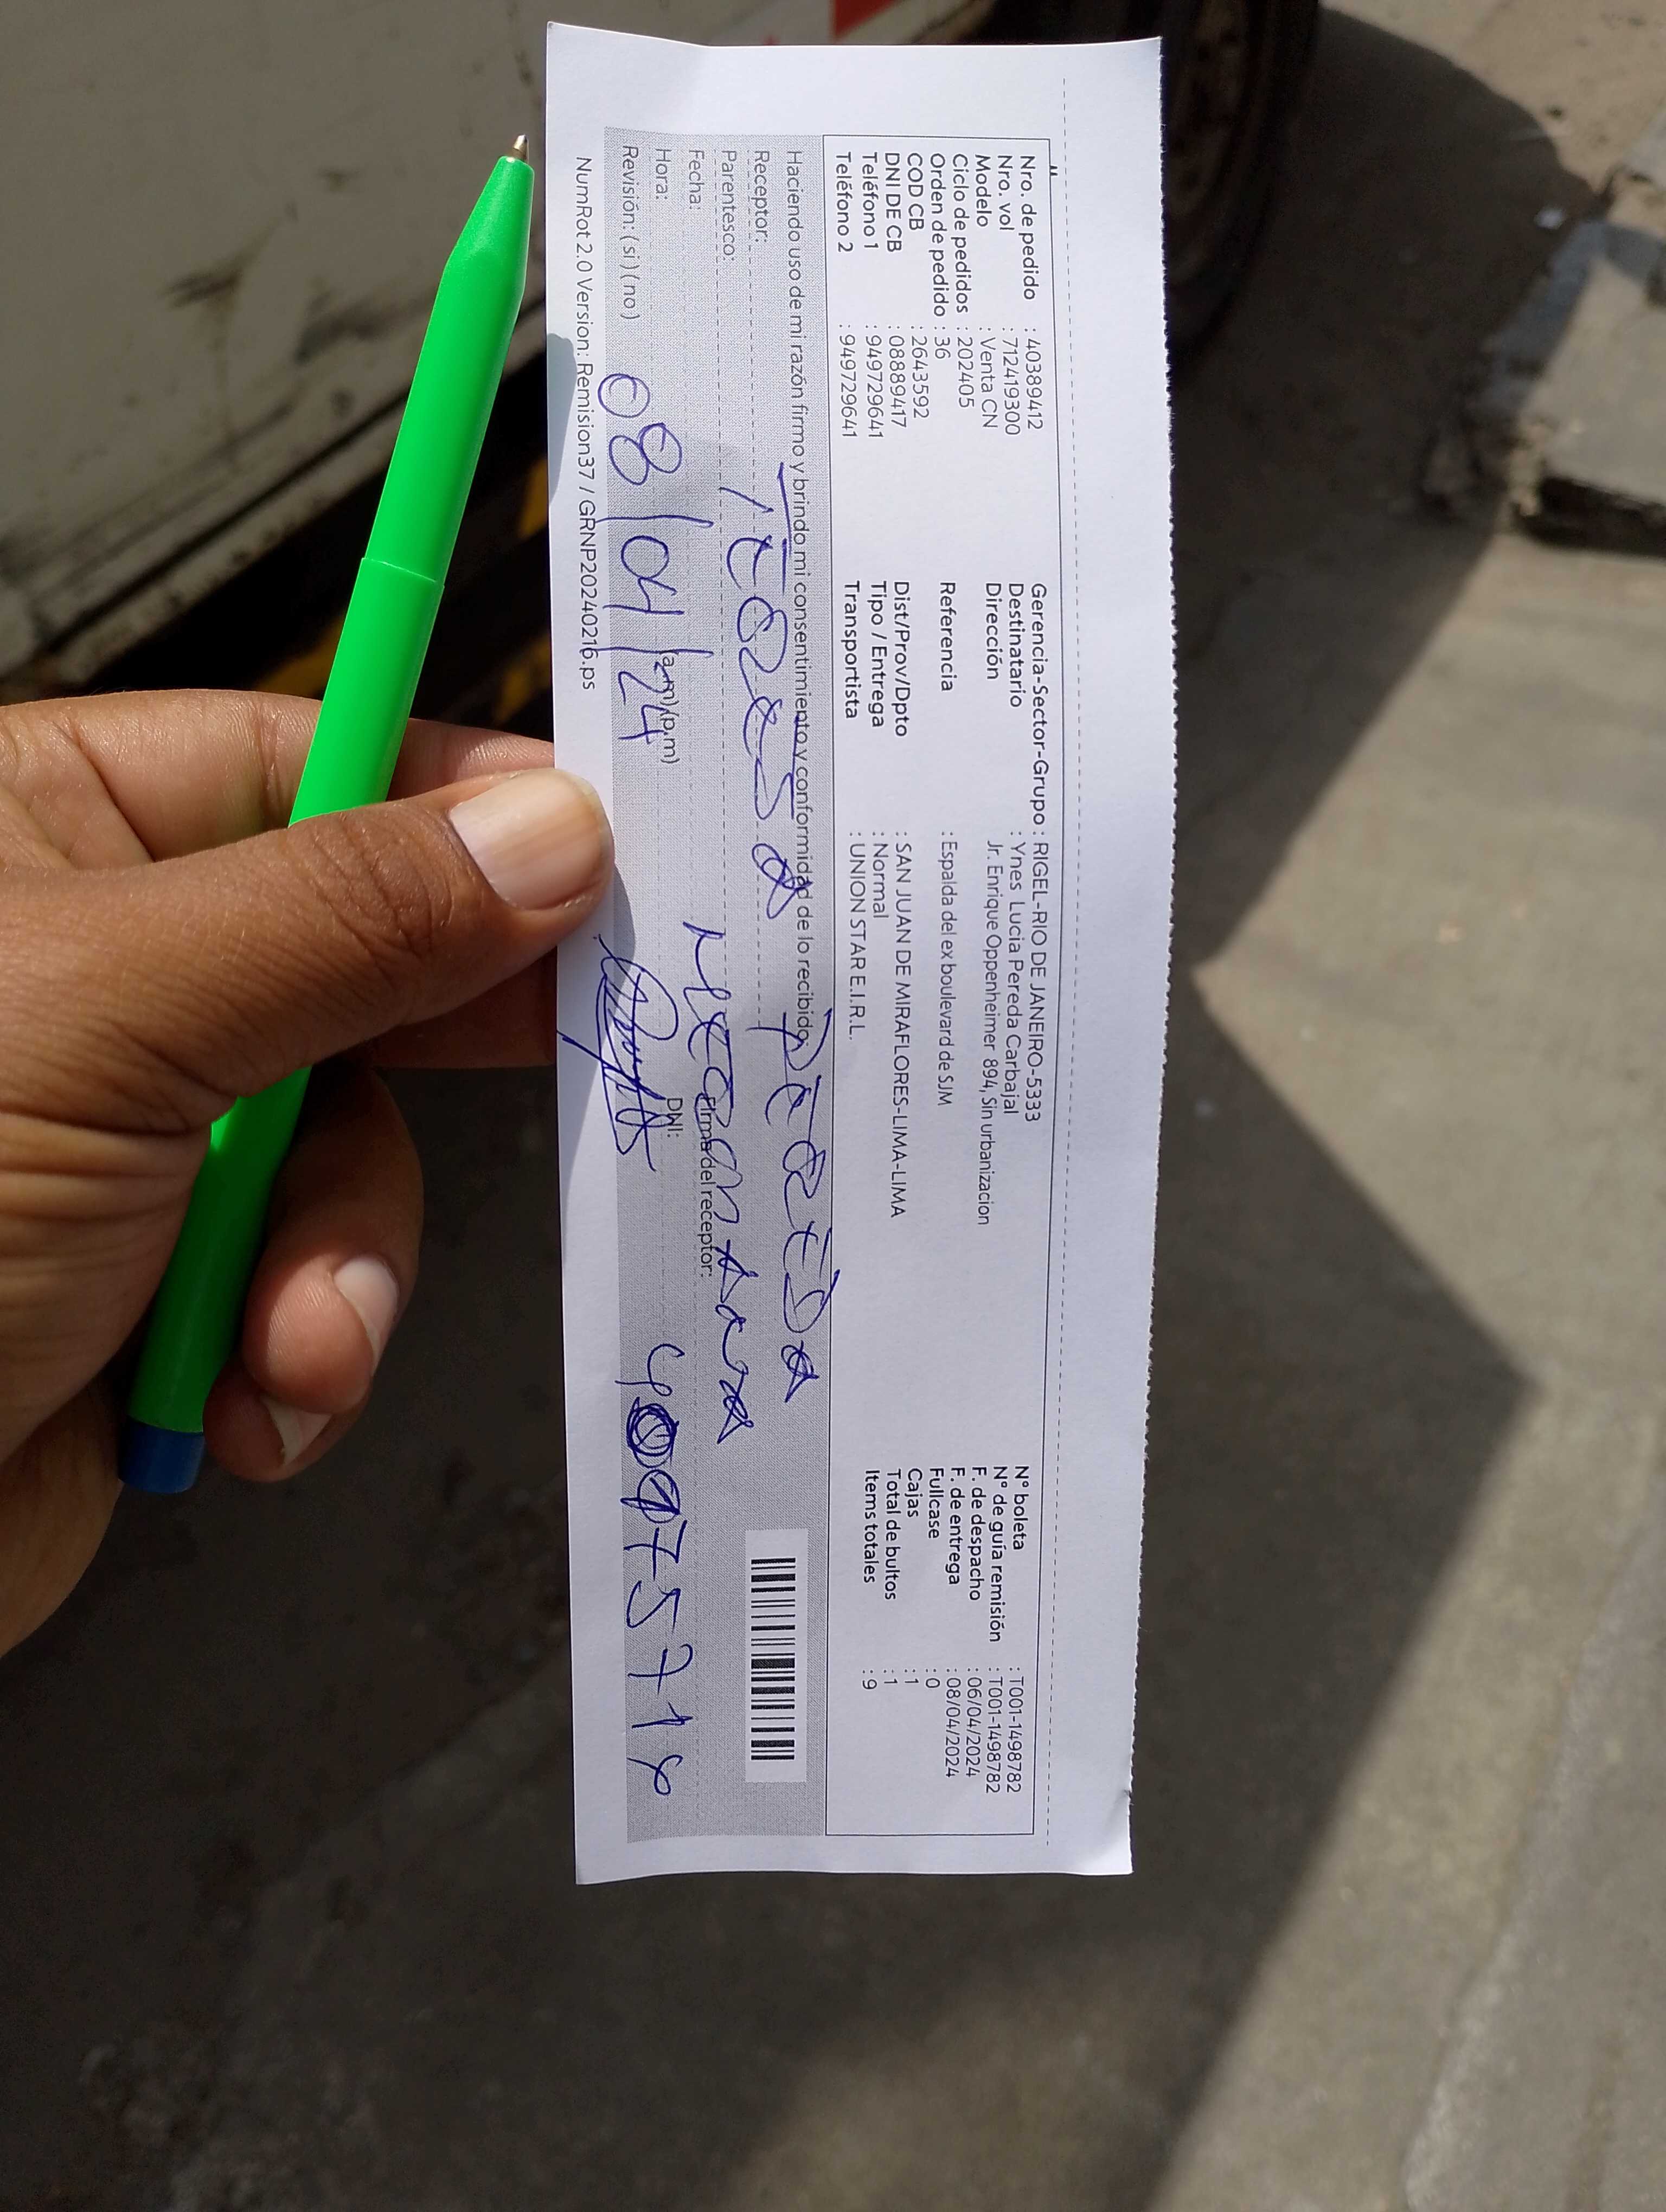 Nro. de pedido : 40389412
Nro. vol : 712419300
Modelo : Venta CN
Ciclo de pedidos : 202405
Orden de pedido : 36
COD CB : 2643592
DNI DE CB : 08889417
Teléfono 1 : 949729641
Teléfono 2 : 949729641
Gerencia-Sector-Grupo : RIGEL-RIO DE JANEIRO-5333
Destinatario : Ynes Lucia Pereda Carbajal
Dirección Jr. Enrique Oppenheimer 894, Sin urbanizacion
Referencia : Espalda del ex boulevard de SJM
Dist/Prov/Dpto : SAN JUAN DE MIRAFLORES-LIMA-LIMA
Tipo / Entrega : Normal
Transportista : UNION STAR E.I.R.L.
N° boleta : T001-1498782
N° de guía remisión : T001-1498782
F. de despacho : 06/04/2024
F. de entrega : 08/04/2024
Fullcase : 0
Cajas : 1
Total de bultos : 1
Items totales : 9
Haciendo uso de mi razón firmo y brindo mi consentimiento y conformidad de lo recibido
Receptor: Teresa Pereda
Parentesco:
Fecha: Firma del receptor:
Hora: (a.m) (p.m) DNI:
Revisión: ( si ) ( no ) 08/04/24
NumRot 2.0 Version: Remision37 / GRNP20240216.ps